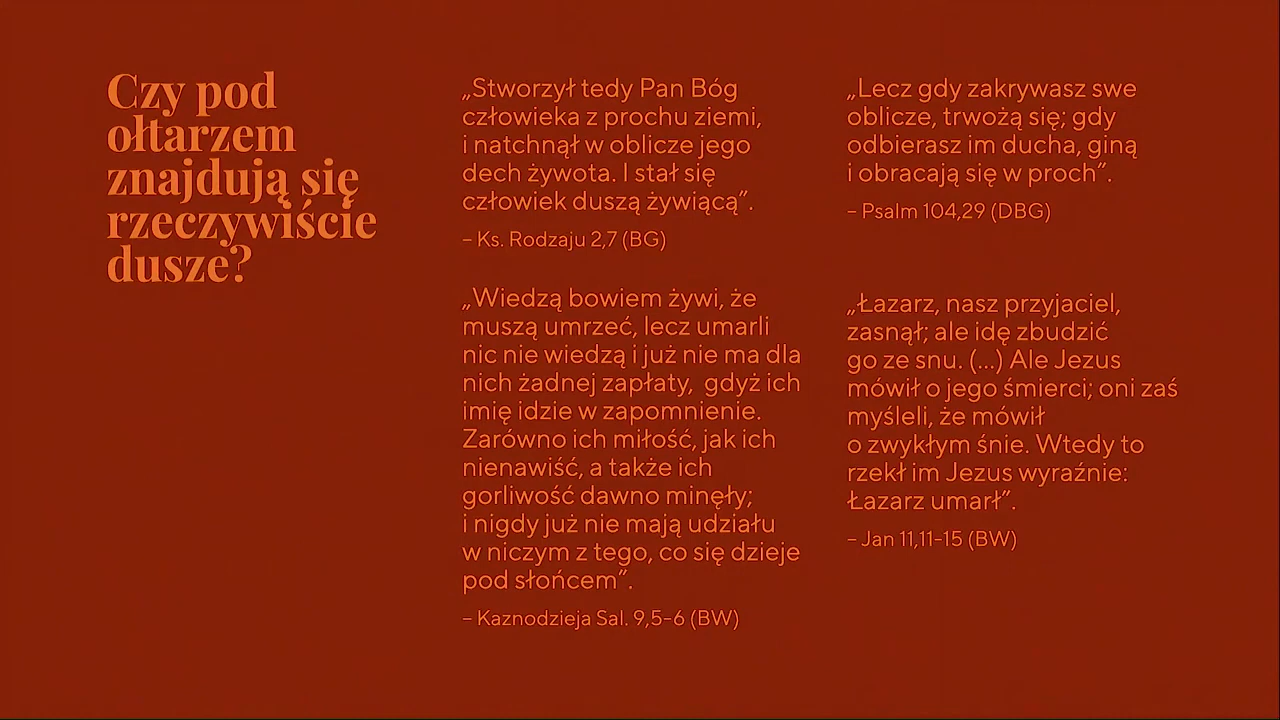 Czy pod
ołtarzem
znajdują się
rzeczywiście
dusze?
„Stworzył tedy Pan Bóg
człowieka z prochu ziemi,
i natchnął w oblicze jego
dech żywota. I stał się
człowiek duszą żywiącą”.
– Ks. Rodzaju 2,7 (BG)
„Wiedzą bowiem żywi, że
muszą umrzeć, lecz umarli
nic nie wiedzą i już nie ma dla
nich żadnej zapłaty, gdyż ich
imię idzie w zapomnienie.
Zarówno ich miłość, jak ich
nienawiść, a także ich
gorliwość dawno minęły;
i nigdy już nie mają udziału
w niczym z tego, co się dzieje
pod słońcem”.
– Kaznodzieja Sal. 9,5-6 (BW)
„Lecz gdy zakrywasz swe
oblicze, trwożą się; gdy
odbierasz im ducha, giną
i obracają się w proch”.
– Psalm 104,29 (DBG)
„Łazarz, nasz przyjaciel,
zasnął; ale idę zbudzić
go ze snu. (...) Ale Jezus
mówił o jego śmierci; oni zaś
myśleli, że mówił
o zwykłym śnie. Wtedy to
rzekł im Jezus wyraźnie:
Łazarz umarł”.
– Jan 11,11-15 (BW)